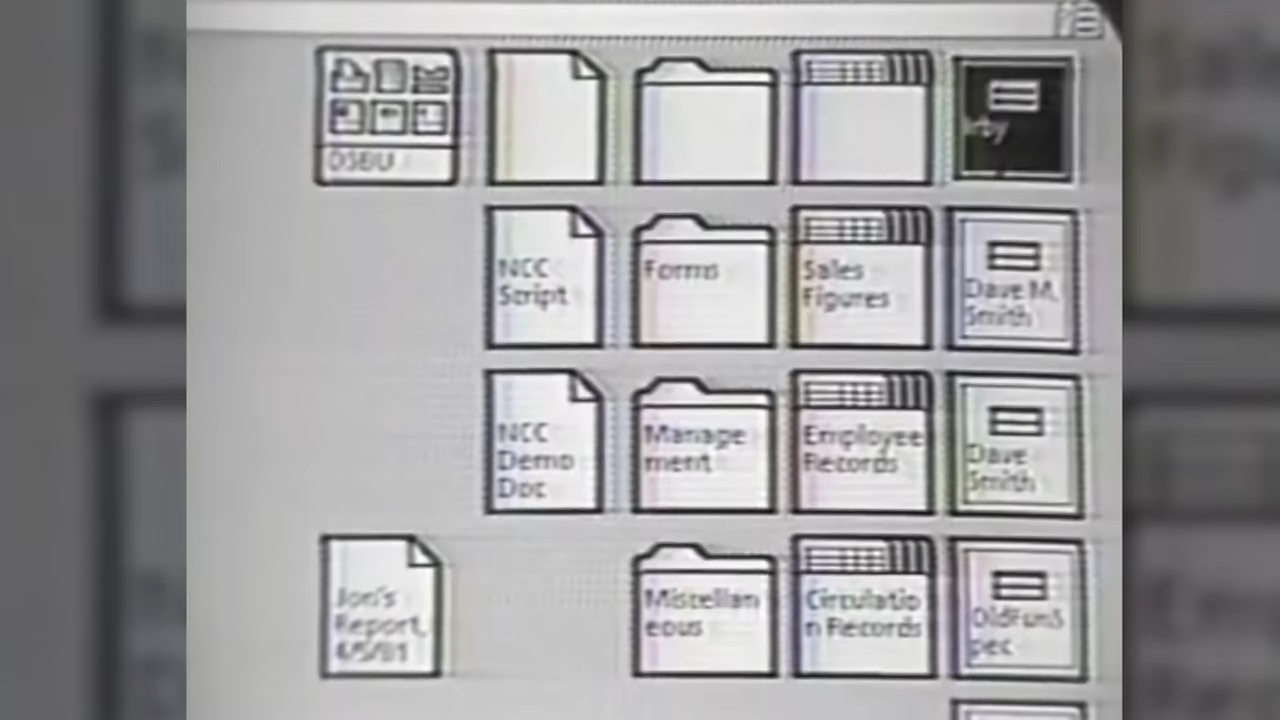 NCC
Script
Forms
Sales
Figures
Dave M.
Smith
NCC
Demo
Doc
Manage
ment
Employee
Records
Dave
Smith
Jon's
Report,
4/5/81
Miscellan
eous
Circulatio
n Records
OldFunS
pec